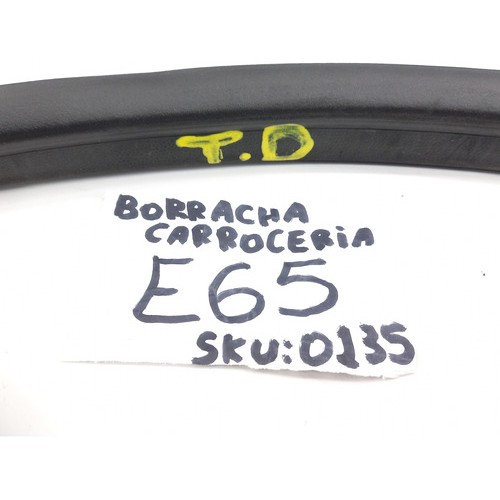 T.D
BORRACHA
CARROCERiA
E65
SKU:0135